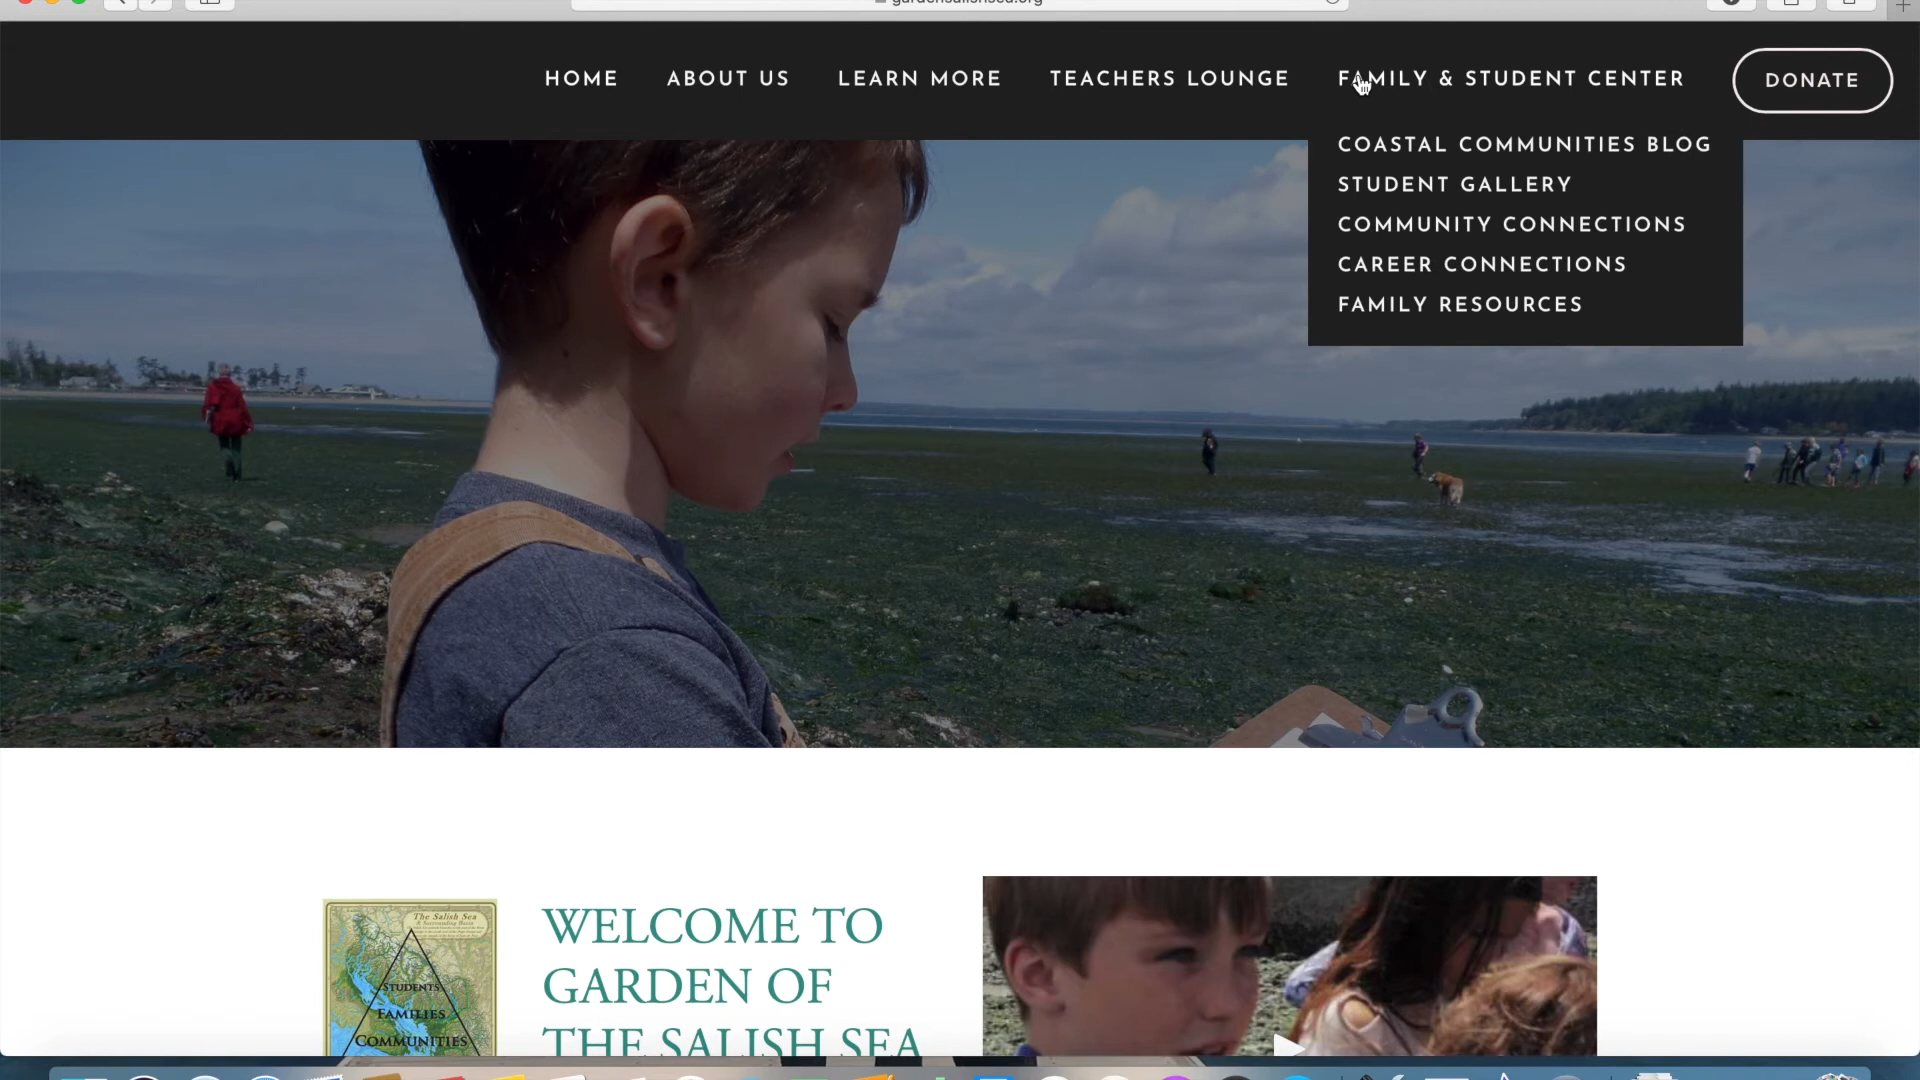 HOME ABOUT US LEARN MORE TEACHERS LOUNGE FAMILY & STUDENT CENTER DONATE
COASTAL COMMUNITIES BLOG
STUDENT GALLERY
COMMUNITY CONNECTIONS
CAREER CONNECTIONS
FAMILY RESOURCES
The Salish Sea
STUDENTS
FAMILIES
COMMUNITIES
WELCOME TO
GARDEN OF
THE SALISH SEA